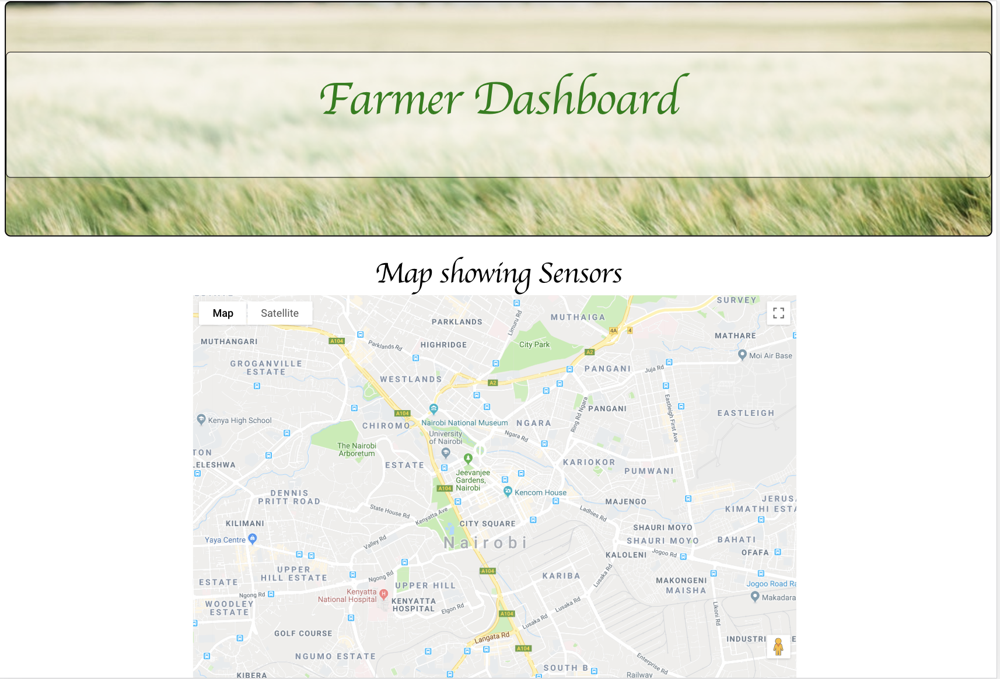 Farmer Dashboard
Map showing Sensors
Map
Satellite
SURVEY
PARKLANDS
Limuru Rd
MUTHAIGA
4A
4
MATHARE
MUTHANGARI
A104
Parklands Rd
HIGHRIDGE
City Park
A2
Moi Air Base
GROGANVILLE
ESTATE
WESTLANDS
A2
PANGANI
Juja Rd
Kenya High School
A104
CHIROMO
Nairobi National Museum
NGARA
Ring Rd Ngara
PANGANI
Eastleigh First Ave
EASTLEIGH
University
of Nairobi
Ngara Rd
The Nairobi
Arboretum
TON
LELESHWA
ESTATE
Jeevanjee
Gardens,
Nairobi
KARIOKOR
PUMWANI
A104
Kencom House
DENNIS
PRITT ROAD
State House Rd
Kenyatta Ave
MAJENGO
Ladhies Rd
JERUSA
KIMATHI ESTA
KILIMANI
CITY SQUARE
SHAURI MOYO
SHAURI MOYO
BAHATI
Yaya Centre
Valley Rd
Nairobi
KALOLENI
Jogoo Rd
OFAFA
UPPER
HILL ESTATE
A104
KARIBA
Lusaka Rd
MAKONGENI
MAISHA
Jogoo Road Ra
ESTATE
Ngong Rd
UPPER HILL
Ngong Rd
Kenyatta
National Hospital
KENYATTA
HOSPITAL
Elgon Rd
Makadara
WOODLEY
ESTATE
A104
Lusaka Rd
Lusaka Rd
Likoni Rd
GOLF COURSE
Langata Rd
A104
INDUSTRI
E
NGUMO ESTATE
SOUTH B
Enterprise Rd
KIBERA
Railway